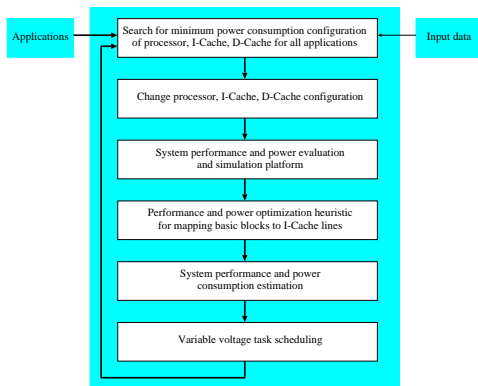 Applications
Search for minimum power consumption configuration
of processor, I-Cache, D-Cache for all applications
Input data
Change processor, I-Cache, D-Cache configuration
System performance and power evaluation
and simulation platform
Performance and power optimization heuristic
for mapping basic blocks to I-Cache lines
System performance and power
consumption estimation
Variable voltage task scheduling